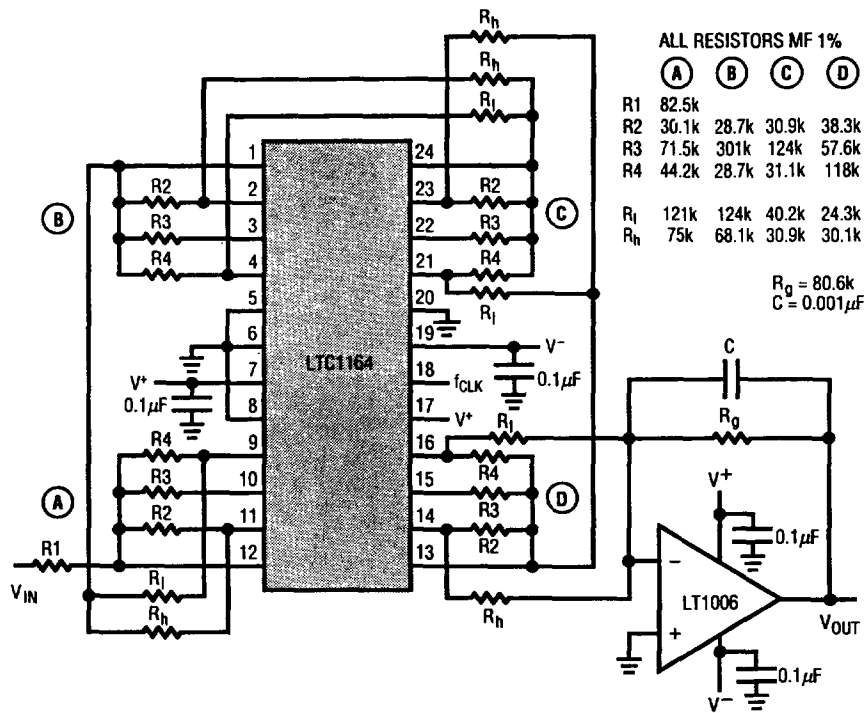 Rh
Rh
Rl
ALL RESISTORS MF 1%
A B C D
R1 82.5k
R2 30.1k 28.7k 30.9k 38.3k
R3 71.5k 301k 124k 57.6k
R4 44.2k 28.7k 31.1k 118k
Rl 121k 124k 40.2k 24.3k
Rh 75k 68.1k 30.9k 30.1k
Rg = 80.6k
C = 0.001µF
B
R2
R3
R4
1
2
3
4
5
6
7
8
9
10
11
12
LTC1164
24
23
22
21
20
19
18
17
16
15
14
13
R2
R3
R4
Rl
C
V−
0.1µF
fCLK
V+
V+
0.1µF
A
R4
R3
R2
R1
VIN
Rl
Rh
Rl
R4
R3
R2
D
Rh
C
Rg
V+
0.1µF
−
+
LT1006
VOUT
0.1µF
V−